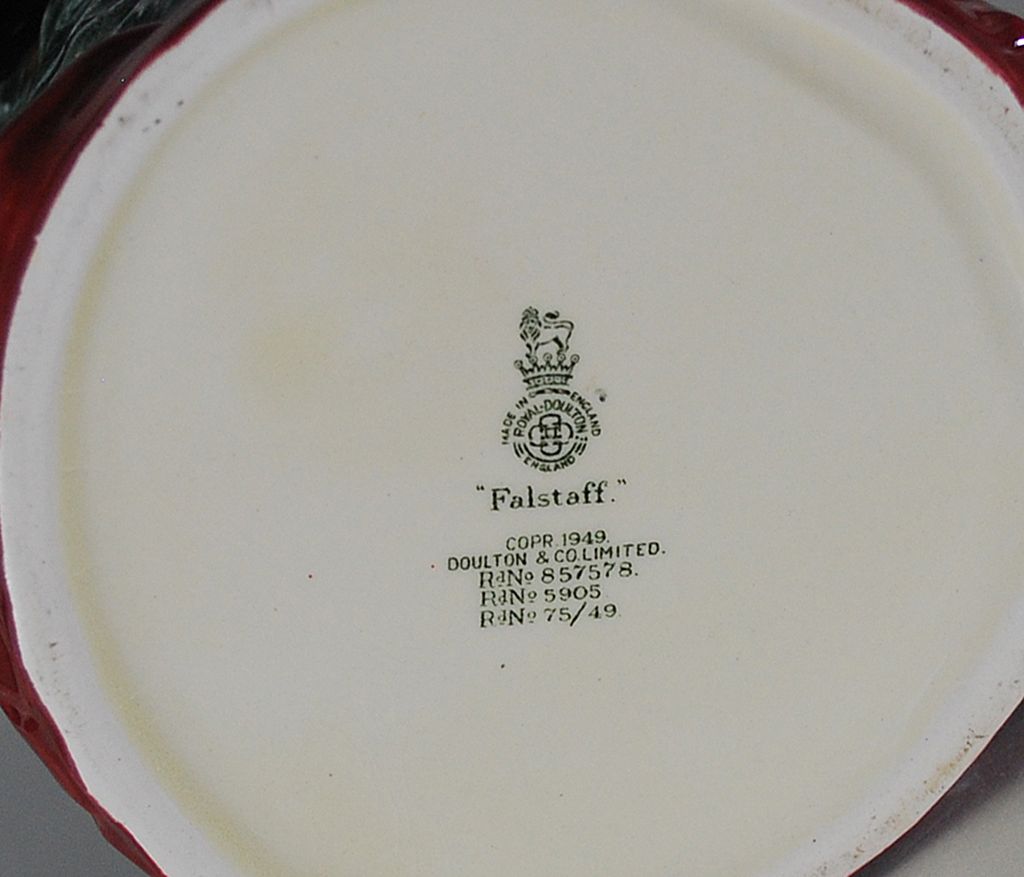 MADE IN ENGLAND
ROYAL-DOULTON
ENGLAND
"Falstaff."
COPR. 1949.
DOULTON & CO. LIMITED.
RdNo 857578.
RdNo 5905
RdNo 75/49.